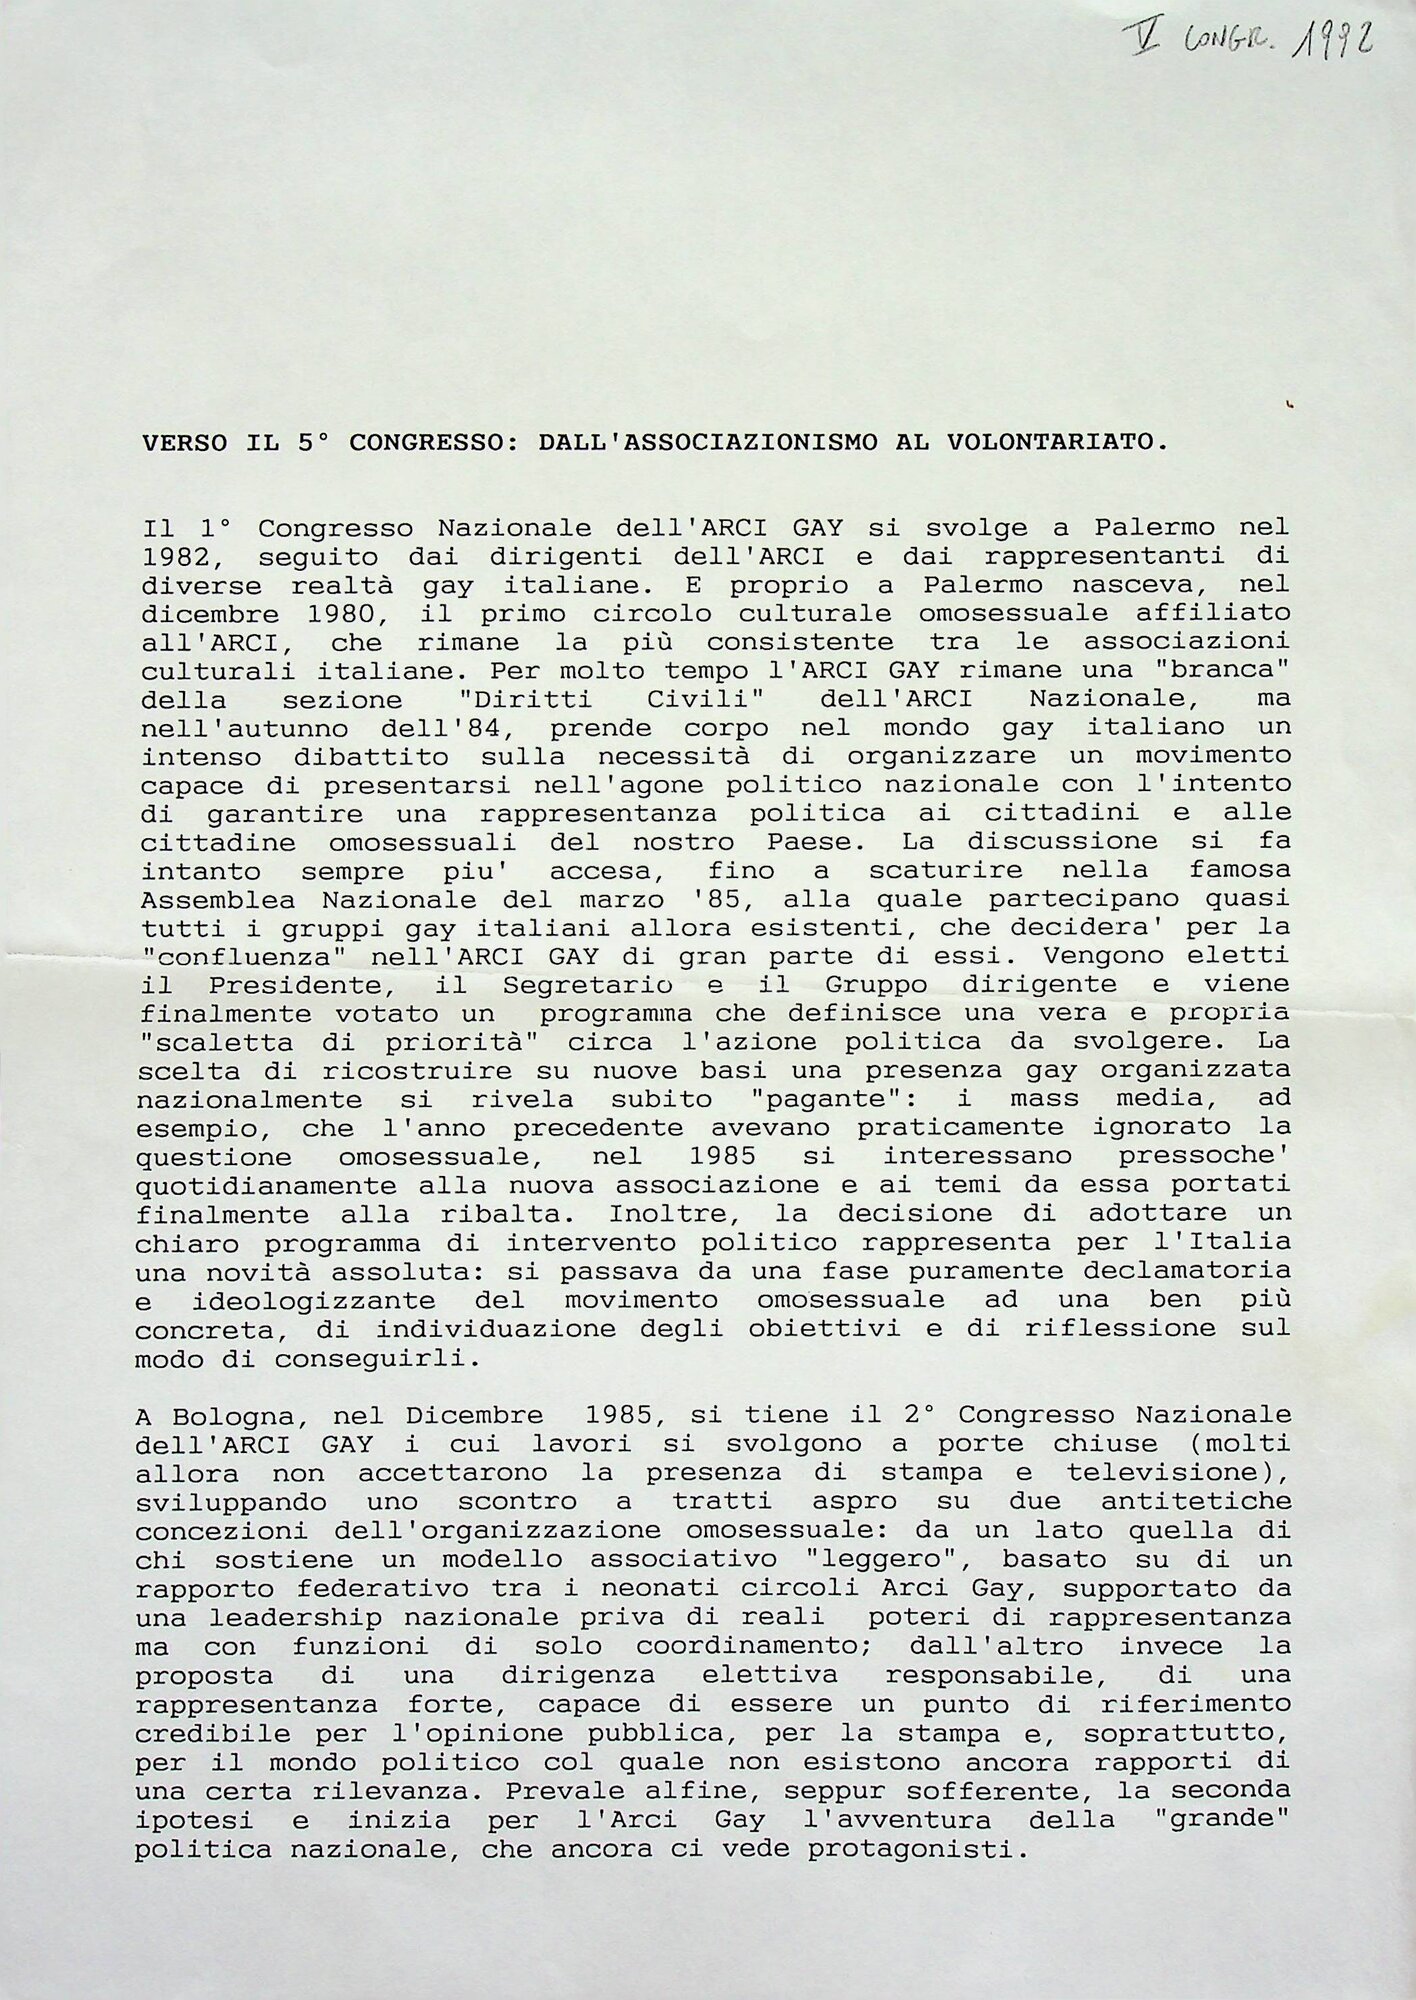 V CONGR. 1992
VERSO IL 5° CONGRESSO: DALL'ASSOCIAZIONISMO AL VOLONTARIATO.
Il 1° Congresso Nazionale dell'ARCI GAY si svolge a Palermo nel
1982, seguito dai dirigenti dell'ARCI e dai rappresentanti di
diverse realtà gay italiane. E proprio a Palermo nasceva, nel
dicembre 1980, il primo circolo culturale omosessuale affiliato
all'ARCI, che rimane la più consistente tra le associazioni
culturali italiane. Per molto tempo l'ARCI GAY rimane una "branca"
della sezione "Diritti Civili" dell'ARCI Nazionale, ma
nell'autunno dell'84, prende corpo nel mondo gay italiano un
intenso dibattito sulla necessità di organizzare un movimento
capace di presentarsi nell'agone politico nazionale con l'intento
di garantire una rappresentanza politica ai cittadini e alle
cittadine omosessuali del nostro Paese. La discussione si fa
intanto sempre piu' accesa, fino a scaturire nella famosa
Assemblea Nazionale del marzo '85, alla quale partecipano quasi
tutti i gruppi gay italiani allora esistenti, che decidera' per la
"confluenza" nell'ARCI GAY di gran parte di essi. Vengono eletti
il Presidente, il Segretario e il Gruppo dirigente e viene
finalmente votato un programma che definisce una vera e propria
"scaletta di priorità" circa l'azione politica da svolgere. La
scelta di ricostruire su nuove basi una presenza gay organizzata
nazionalmente si rivela subito "pagante": i mass media, ad
esempio, che l'anno precedente avevano praticamente ignorato la
questione omosessuale, nel 1985 si interessano pressoche'
quotidianamente alla nuova associazione e ai temi da essa portati
finalmente alla ribalta. Inoltre, la decisione di adottare un
chiaro programma di intervento politico rappresenta per l'Italia
una novità assoluta: si passava da una fase puramente declamatoria
e ideologizzante del movimento omosessuale ad una ben più
concreta, di individuazione degli obiettivi e di riflessione sul
modo di conseguirli.
A Bologna, nel Dicembre 1985, si tiene il 2° Congresso Nazionale
dell'ARCI GAY i cui lavori si svolgono a porte chiuse (molti
allora non accettarono la presenza di stampa e televisione),
sviluppando uno scontro a tratti aspro su due antitetiche
concezioni dell'organizzazione omosessuale: da un lato quella di
chi sostiene un modello associativo "leggero", basato su di un
rapporto federativo tra i neonati circoli Arci Gay, supportato da
una leadership nazionale priva di reali poteri di rappresentanza
ma con funzioni di solo coordinamento; dall'altro invece la
proposta di una dirigenza elettiva responsabile, di una
rappresentanza forte, capace di essere un punto di riferimento
credibile per l'opinione pubblica, per la stampa e, soprattutto,
per il mondo politico col quale non esistono ancora rapporti di
una certa rilevanza. Prevale alfine, seppur sofferente, la seconda
ipotesi e inizia per l'Arci Gay l'avventura della "grande"
politica nazionale, che ancora ci vede protagonisti.